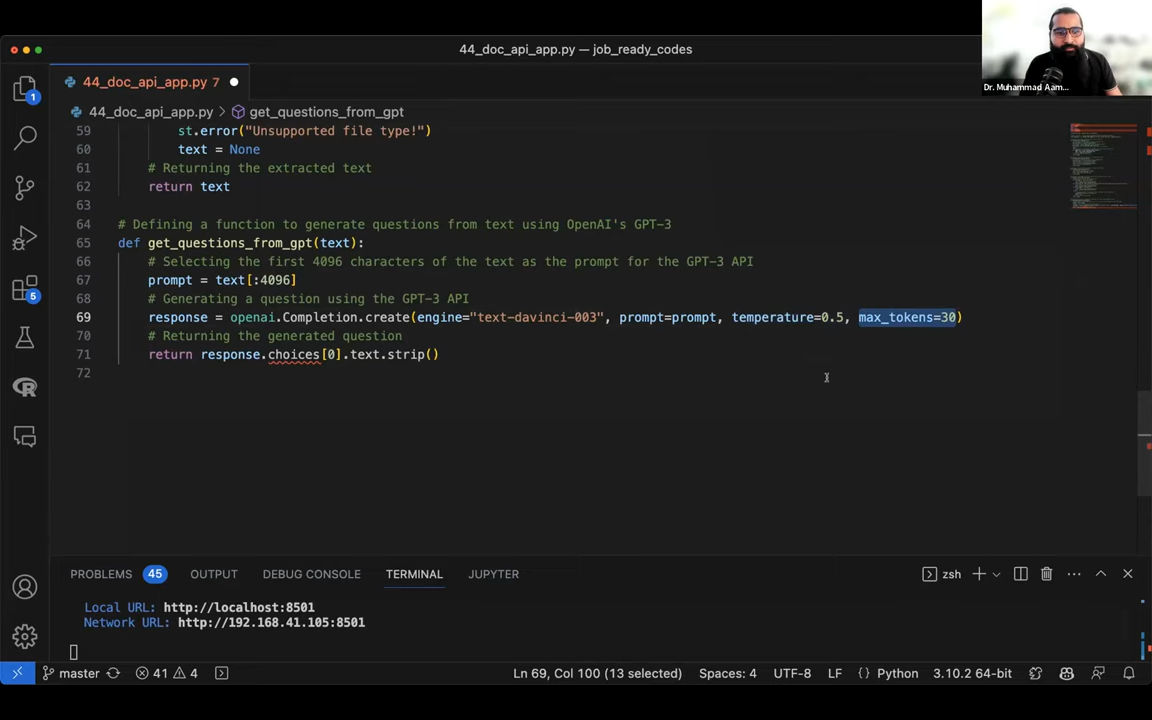 44_doc_api_app.py — job_ready_codes
Dr. Muhammad Aam...
44_doc_api_app.py 7
44_doc_api_app.py > get_questions_from_gpt
59 st.error("Unsupported file type!")
60 text = None
61 # Returning the extracted text
62 return text
63
64 # Defining a function to generate questions from text using OpenAI's GPT-3
65 def get_questions_from_gpt(text):
66 # Selecting the first 4096 characters of the text as the prompt for the GPT-3 API
67 prompt = text[:4096]
68 # Generating a question using the GPT-3 API
69 response = openai.Completion.create(engine="text-davinci-003", prompt=prompt, temperature=0.5, max_tokens=30)
70 # Returning the generated question
71 return response.choices[0].text.strip()
72
1
5
PROBLEMS 45 OUTPUT DEBUG CONSOLE TERMINAL JUPYTER zsh
Local URL: http://localhost:8501
Network URL: http://192.168.41.105:8501
master 41 4 Ln 69, Col 100 (13 selected) Spaces: 4 UTF-8 LF Python 3.10.2 64-bit